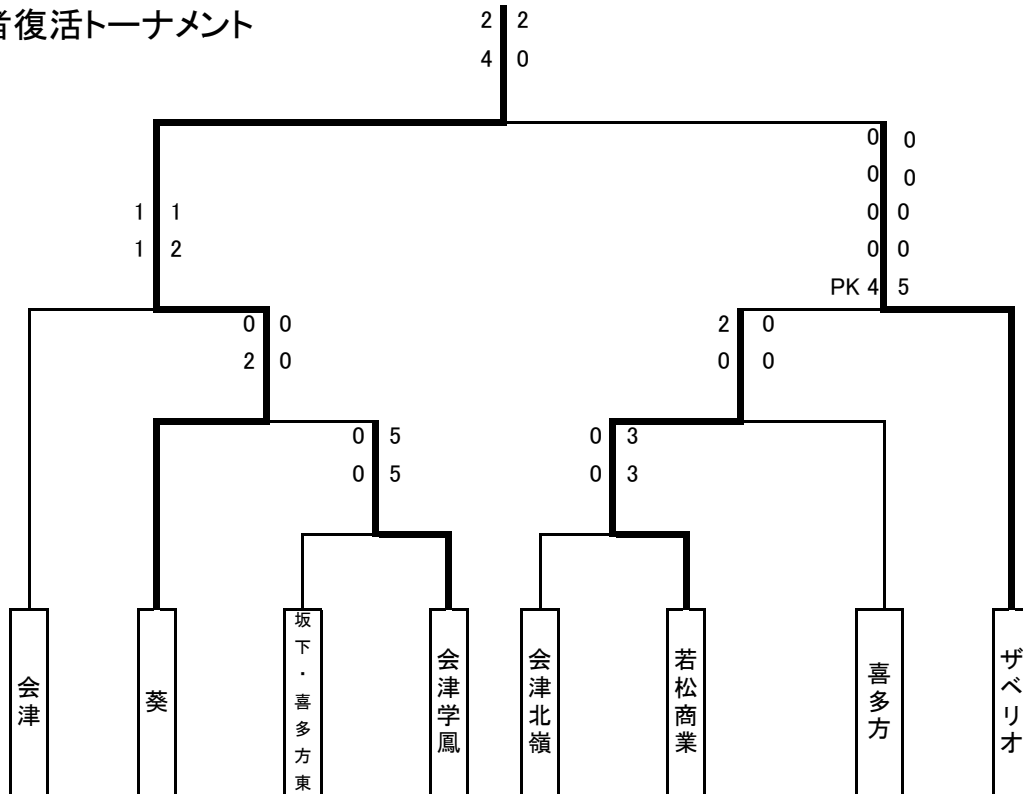 者復活トーナメント
2 2
4 0
0 0
0 0
1 1 0 0
1 2 0 0
PK 4 5
0 0 2 0
2 0 0 0
0 5 0 3
0 5 0 3
会津
葵
坂下・喜多方東
会津学鳳
会津北嶺
若松商業
喜多方
ザベリオ